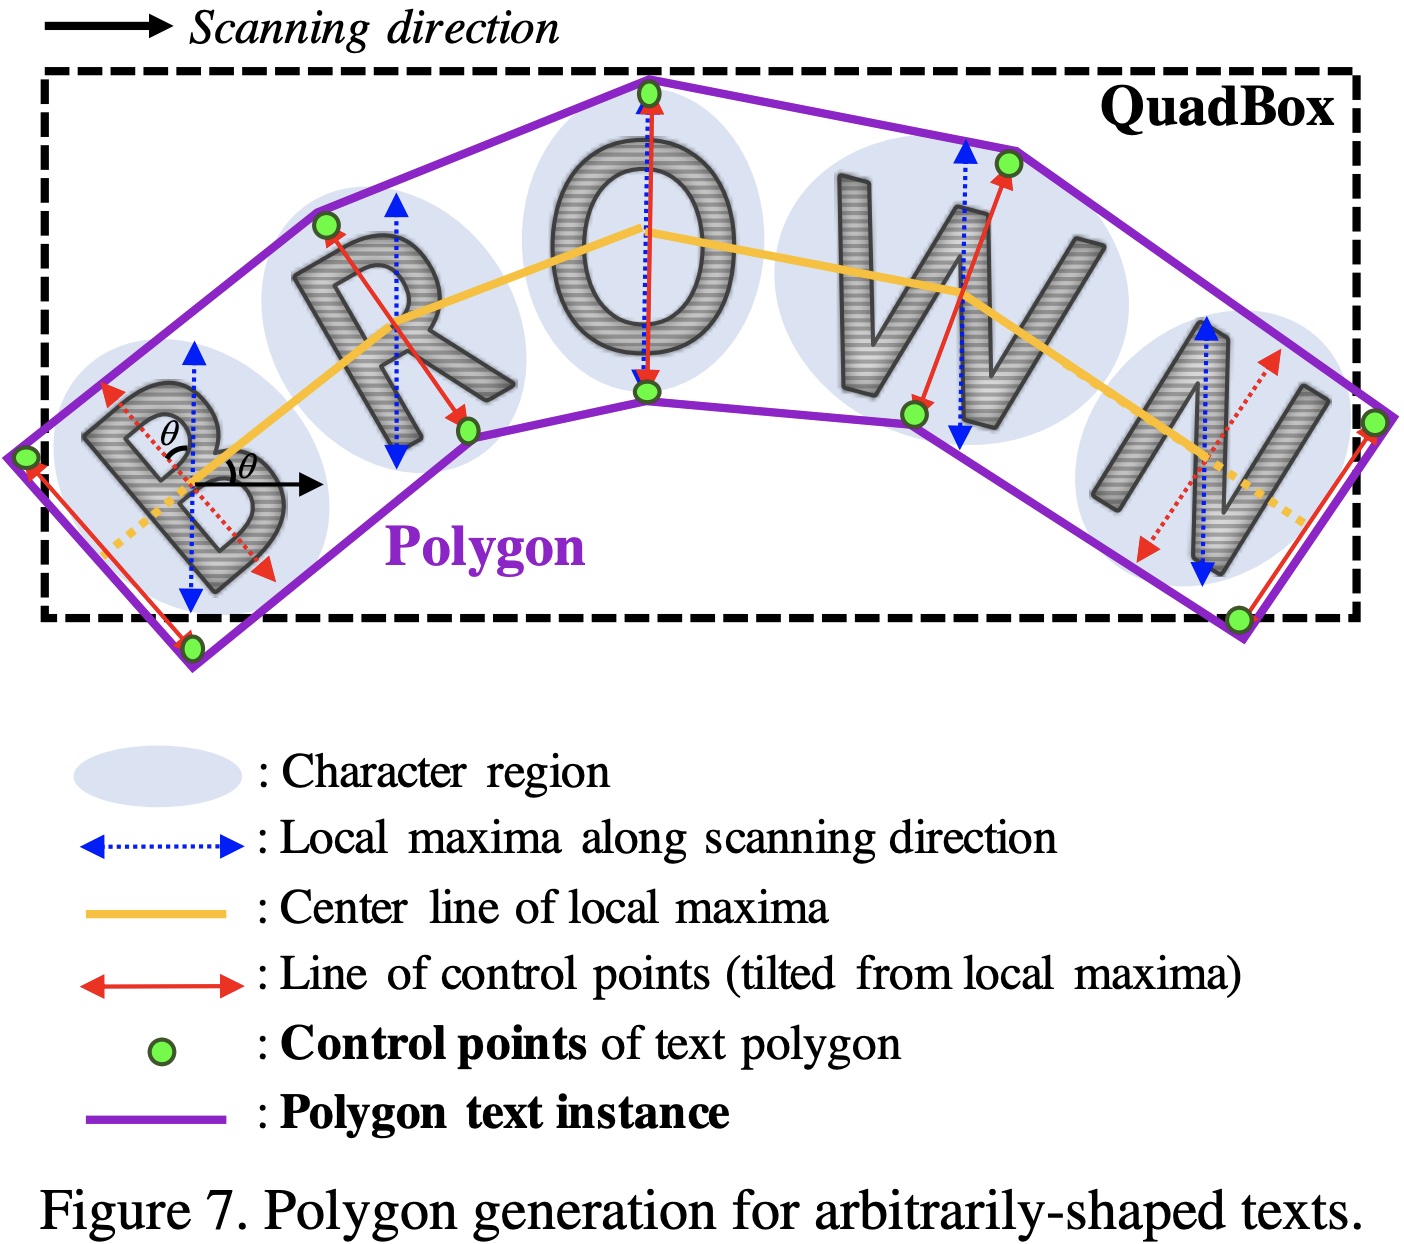 Scanning direction
QuadBox
BROWN
θ
θ
Polygon
: Character region
: Local maxima along scanning direction
: Center line of local maxima
: Line of control points (tilted from local maxima)
: Control points of text polygon
: Polygon text instance
Figure 7. Polygon generation for arbitrarily-shaped texts.